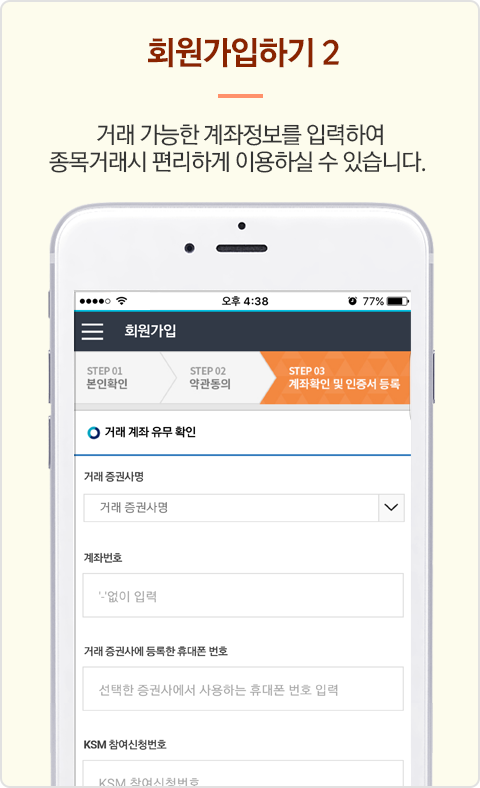 회원가입하기 2
거래 가능한 계좌정보를 입력하여
종목거래시 편리하게 이용하실 수 있습니다.
오후 4:38
77%
회원가입
STEP 01
본인확인
STEP 02
약관동의
STEP 03
계좌확인 및 인증서 등록
거래 계좌 유무 확인
거래 증권사명
거래 증권사명
계좌번호
'-'없이 입력
거래 증권사에 등록한 휴대폰 번호
선택한 증권사에서 사용하는 휴대폰 번호 입력
KSM 참여신청번호
KSM 참여신청번호